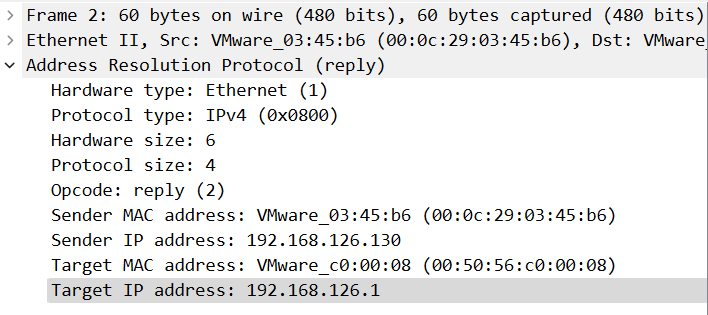 Frame 2: 60 bytes on wire (480 bits), 60 bytes captured (480 bits)
Ethernet II, Src: VMware_03:45:b6 (00:0c:29:03:45:b6), Dst: VMware_
Address Resolution Protocol (reply)
Hardware type: Ethernet (1)
Protocol type: IPv4 (0x0800)
Hardware size: 6
Protocol size: 4
Opcode: reply (2)
Sender MAC address: VMware_03:45:b6 (00:0c:29:03:45:b6)
Sender IP address: 192.168.126.130
Target MAC address: VMware_c0:00:08 (00:50:56:c0:00:08)
Target IP address: 192.168.126.1